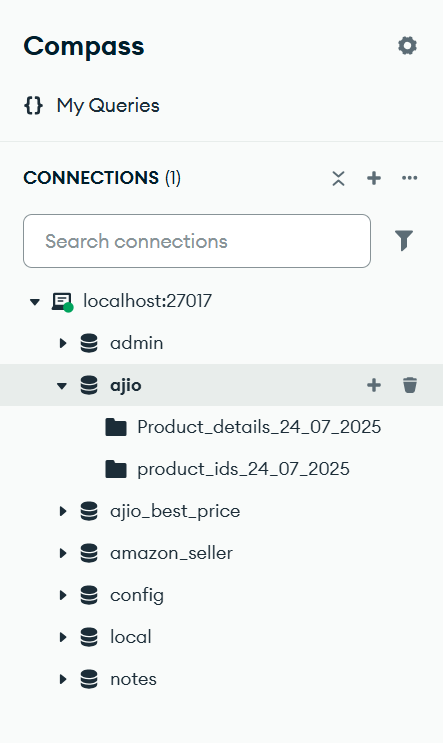 Compass
{} My Queries
CONNECTIONS (1)
Search connections
localhost:27017
admin
ajio
Product_details_24_07_2025
product_ids_24_07_2025
ajio_best_price
amazon_seller
config
local
notes